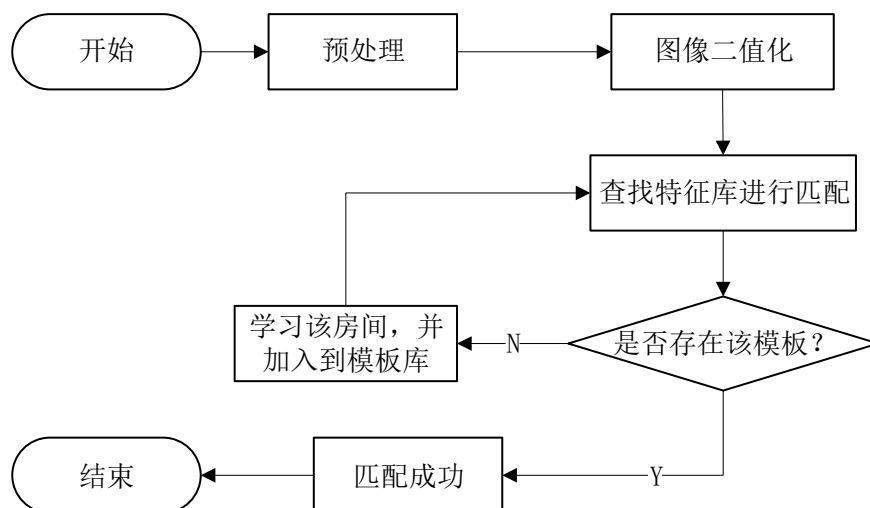 开始
预处理
图像二值化
查找特征库进行匹配
是否存在该模板？
N
学习该房间，并
加入到模板库
Y
匹配成功
结束